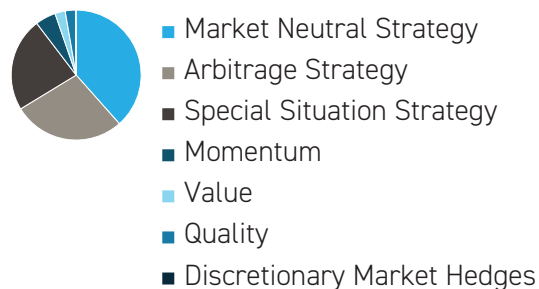 Market Neutral Strategy
Arbitrage Strategy
Special Situation Strategy
Momentum
Value
Quality
Discretionary Market Hedges